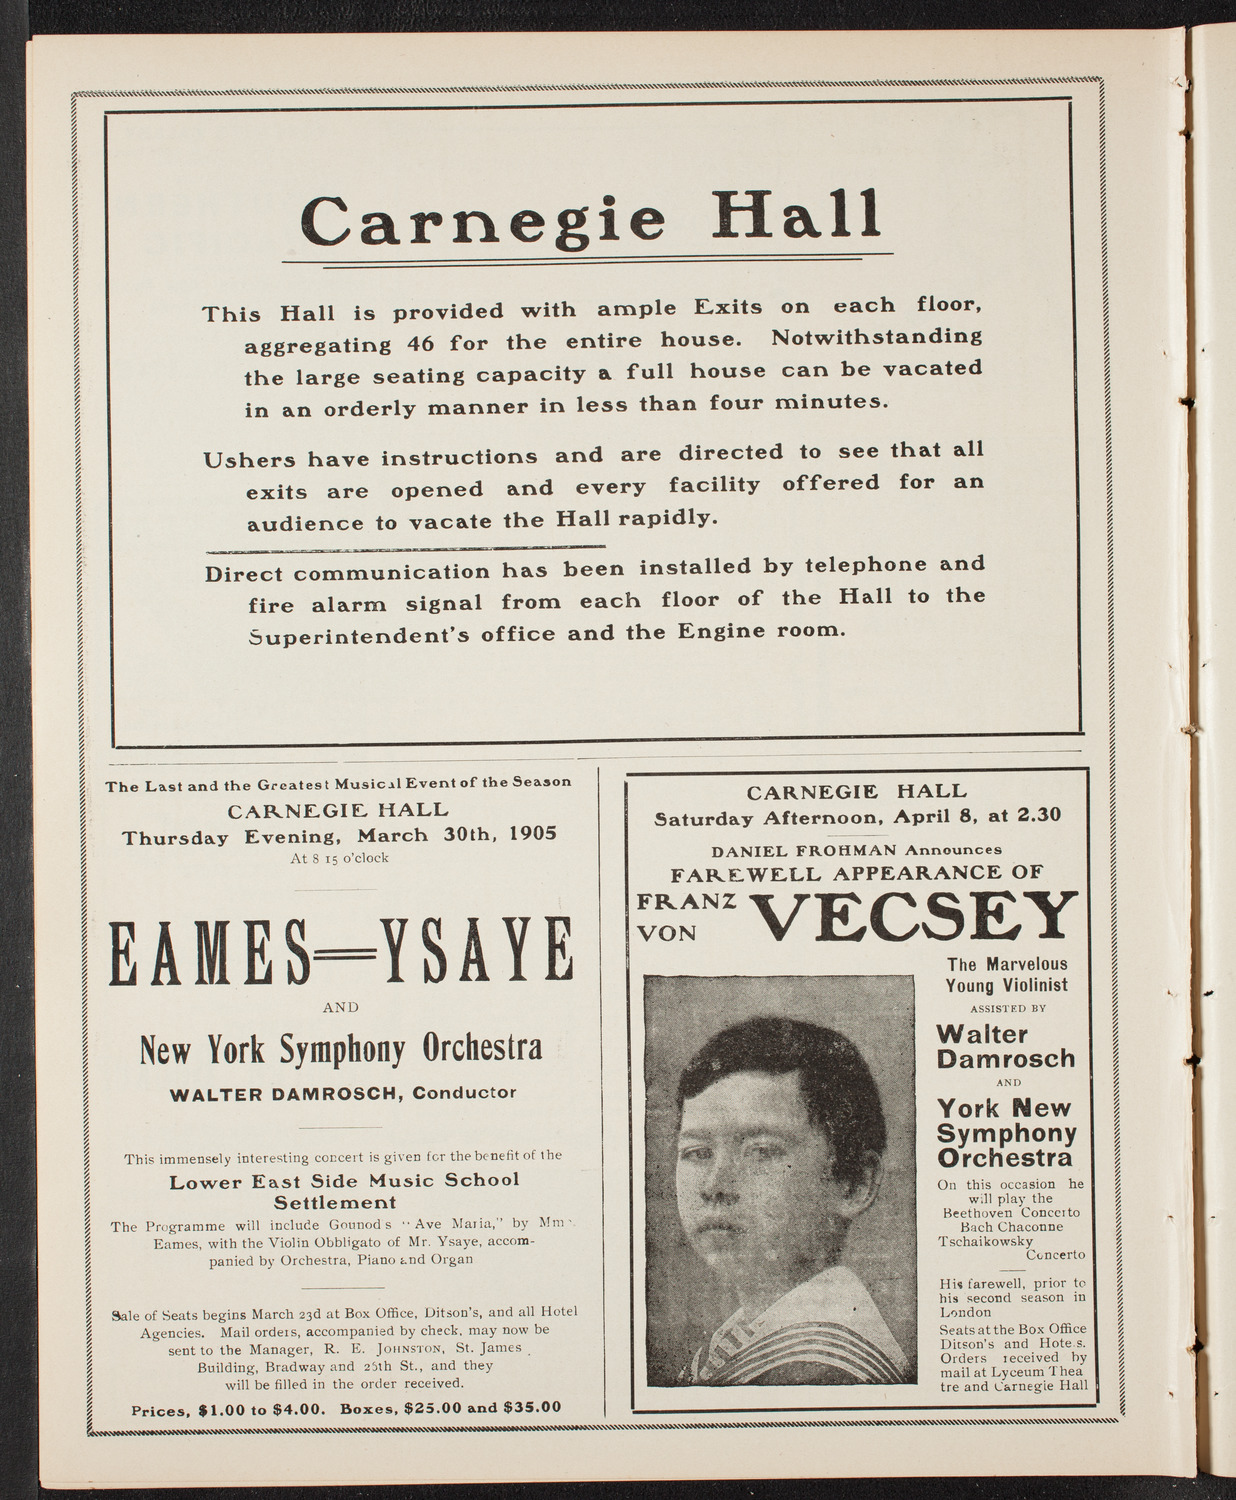 Carnegie Hall
This Hall is provided with ample Exits on each floor,
aggregating 46 for the entire house. Notwithstanding
the large seating capacity a full house can be vacated
in an orderly manner in less than four minutes.
Ushers have instructions and are directed to see that all
exits are opened and every facility offered for an
audience to vacate the Hall rapidly.
Direct communication has been installed by telephone and
fire alarm signal from each floor of the Hall to the
Superintendent's office and the Engine room.
The Last and the Greatest Musical Event of the Season
CARNEGIE HALL
Thursday Evening, March 30th, 1905
At 8 15 o'clock
EAMES=YSAYE
AND
New York Symphony Orchestra
WALTER DAMROSCH, Conductor
This immensely interesting concert is given for the benefit of the
Lower East Side Music School
Settlement
The Programme will include Gounods "Ave Maria," by Mme.
Eames, with the Violin Obbligato of Mr. Ysaye, accom-
panied by Orchestra, Piano and Organ
Sale of Seats begins March 23d at Box Office, Ditson's, and all Hotel
Agencies. Mail orders, accompanied by check, may now be
sent to the Manager, R. E. JOHNSTON, St. James
Building, Bradway and 26th St., and they
will be filled in the order received.
Prices, $1.00 to $4.00. Boxes, $25.00 and $35.00
CARNEGIE HALL
Saturday Afternoon, April 8, at 2.30
DANIEL FROHMAN Announces
FAREWELL APPEARANCE OF
FRANZ
VON VECSEY
The Marvelous
Young Violinist
ASSISTED BY
Walter
Damrosch
AND
York New
Symphony
Orchestra
On this occasion he
will play the
Beethoven Concerto
Bach Chaconne
Tschaikowsky
Concerto
His farewell, prior to
his second season in
London
Seats at the Box Office
Ditson's and Hotels.
Orders received by
mail at Lyceum Thea
tre and Carnegie Hall